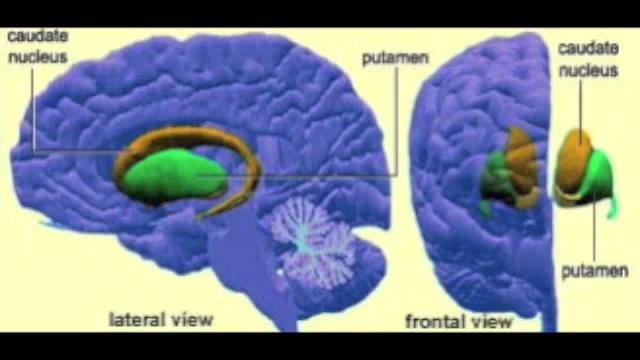 caudate
nucleus
putamen
caudate
nucleus
putamen
lateral view
frontal view